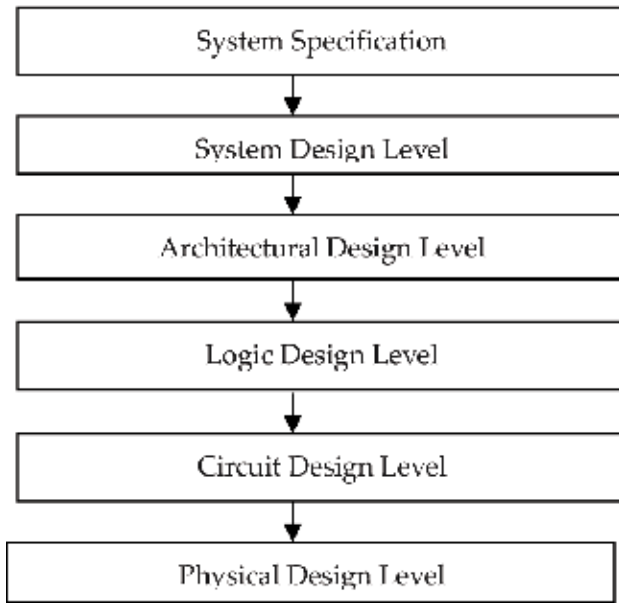 System Specification
System Design Level
Architectural Design Level
Logic Design Level
Circuit Design Level
Physical Design Level